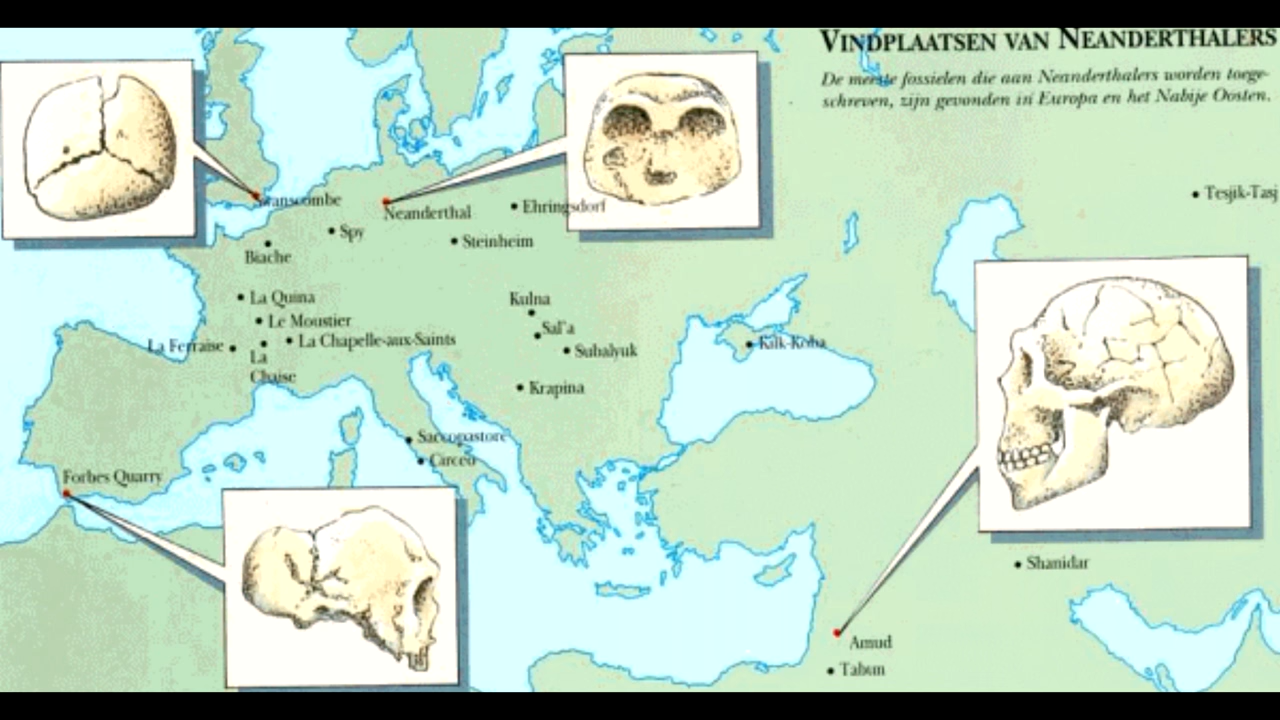 VINDPLAATSEN VAN NEANDERTHALERS
De meeste fossielen die aan Neanderthalers worden toege-
schreven, zijn gevonden in Europa en het Nabije Oosten.
Tesjik-Tasj
Swanscombe
Neanderthal
Ehringsdorf
Spy
Steinheim
Biache
La Quina
Kulna
Le Moustier
Sal'a
La Ferraise
La Chapelle-aux-Saints
Subalyuk
Kiik-Koba
La
Chaise
Krapina
Saccopastore
Circeo
Forbes Quarry
Shanidar
Amud
Tabun